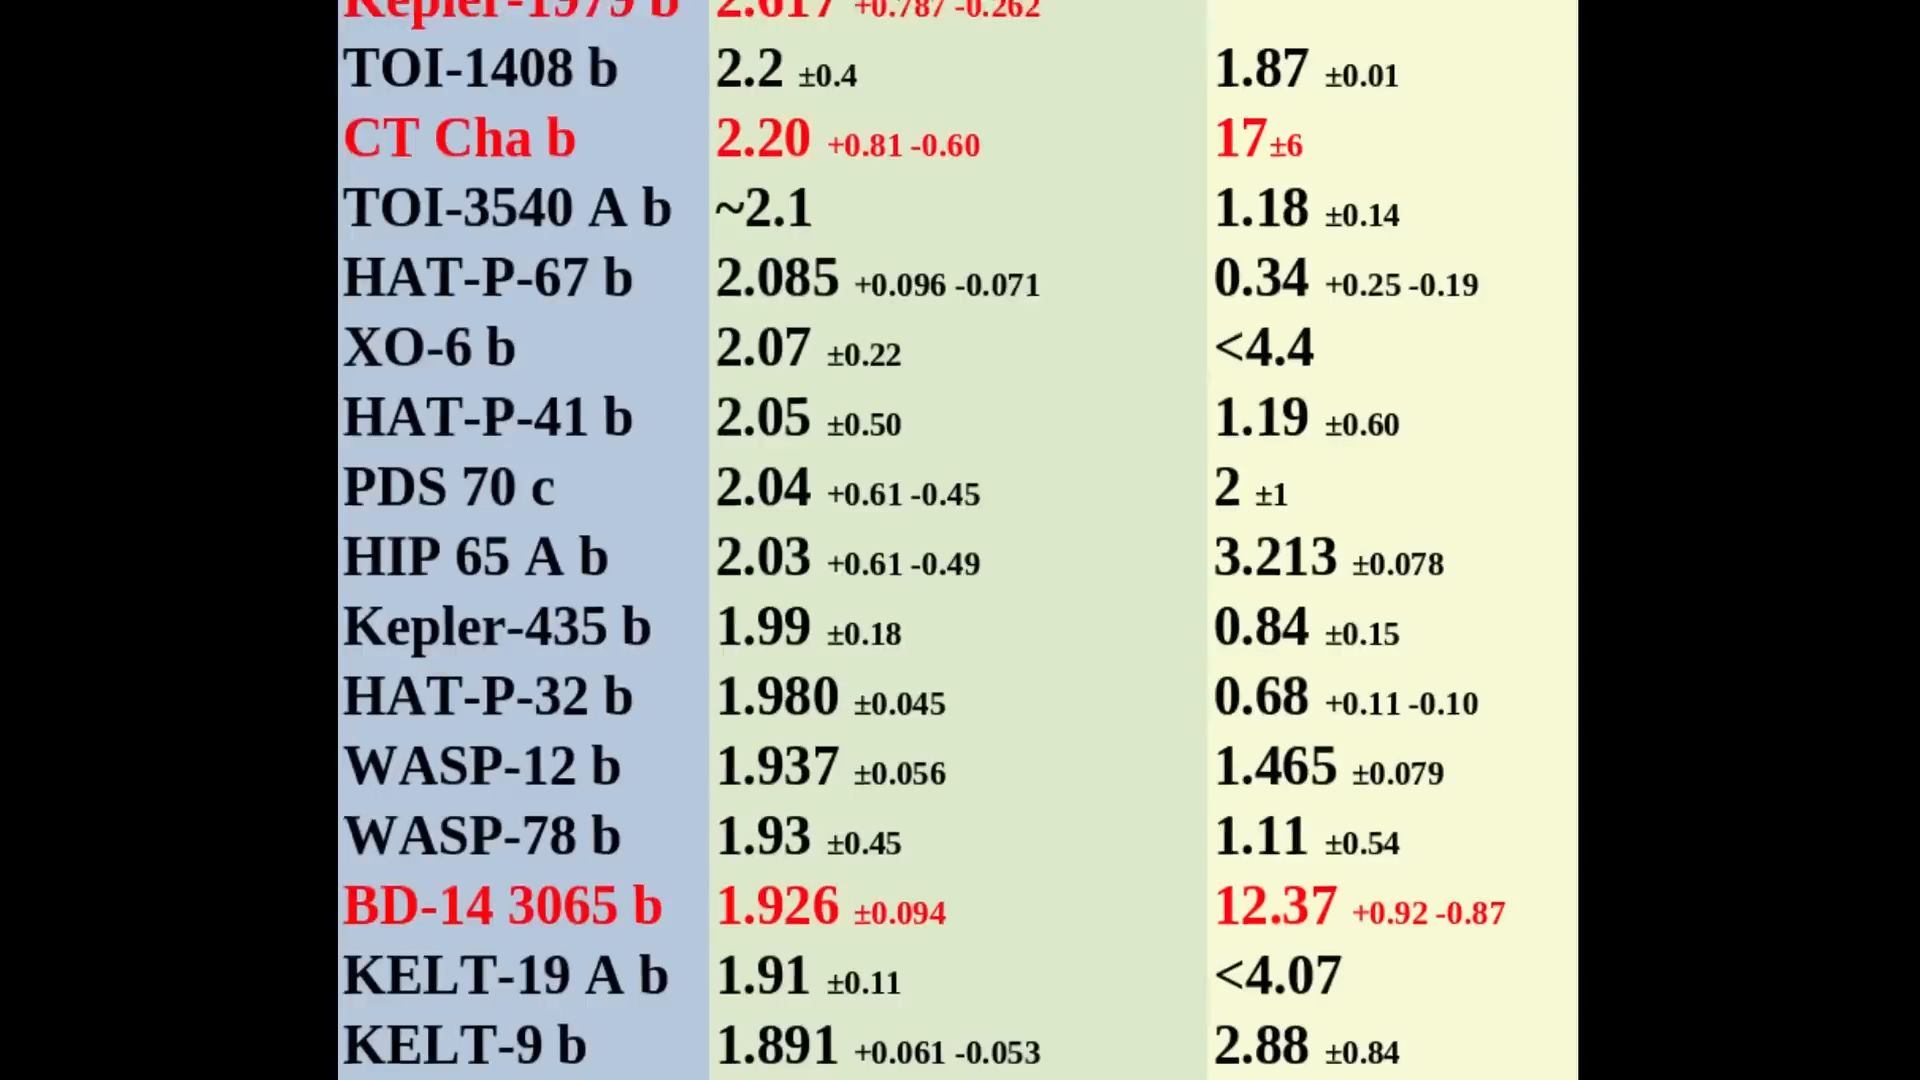 Kepler-1979 b 2.617 +0.787 -0.262
TOI-1408 b 2.2 ±0.4 1.87 ±0.01
CT Cha b 2.20 +0.81 -0.60 17±6
TOI-3540 A b ~2.1 1.18 ±0.14
HAT-P-67 b 2.085 +0.096 -0.071 0.34 +0.25 -0.19
XO-6 b 2.07 ±0.22 <4.4
HAT-P-41 b 2.05 ±0.50 1.19 ±0.60
PDS 70 c 2.04 +0.61 -0.45 2 ±1
HIP 65 A b 2.03 +0.61 -0.49 3.213 ±0.078
Kepler-435 b 1.99 ±0.18 0.84 ±0.15
HAT-P-32 b 1.980 ±0.045 0.68 +0.11 -0.10
WASP-12 b 1.937 ±0.056 1.465 ±0.079
WASP-78 b 1.93 ±0.45 1.11 ±0.54
BD-14 3065 b 1.926 ±0.094 12.37 +0.92 -0.87
KELT-19 A b 1.91 ±0.11 <4.07
KELT-9 b 1.891 +0.061 -0.053 2.88 ±0.84